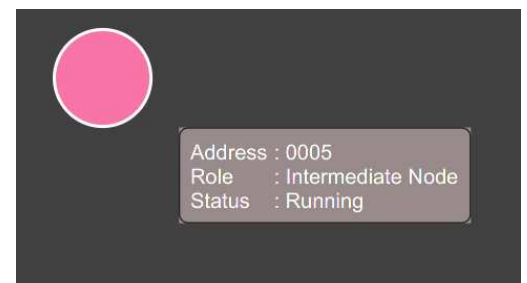 Address : 0005
Role : Intermediate Node
Status : Running